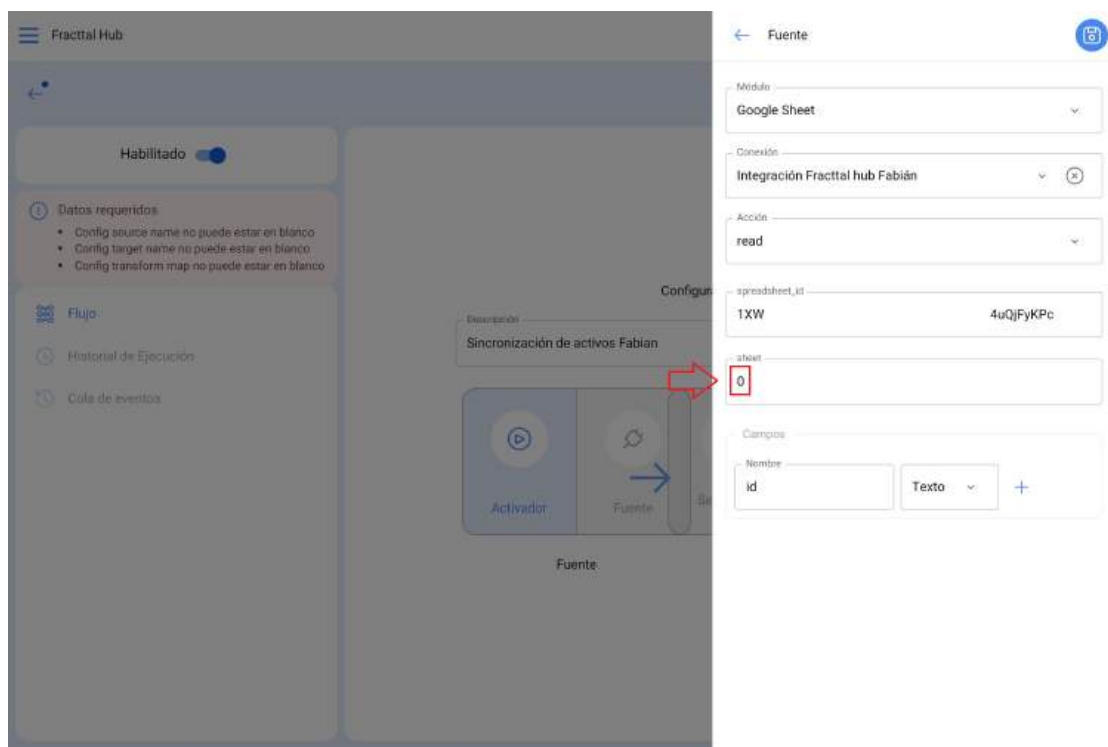 Fracttal Hub
Habilitado
Datos requeridos
Config source name no puede estar en blanco
Config target name no puede estar en blanco
Config transform map no puede estar en blanco
Flujo
Historial de Ejecución
Cola de eventos
Configur
Descripción
Sincronización de activos Fabian
Activador
Fuente
Se
Fuente
Fuente
Módulo
Google Sheet
Conexión
Integración Fracttal hub Fabián
Acción
read
spreadsheet_id
1XW 4uQjFyKPc
sheet
0
Campos
Nombre
id
Texto